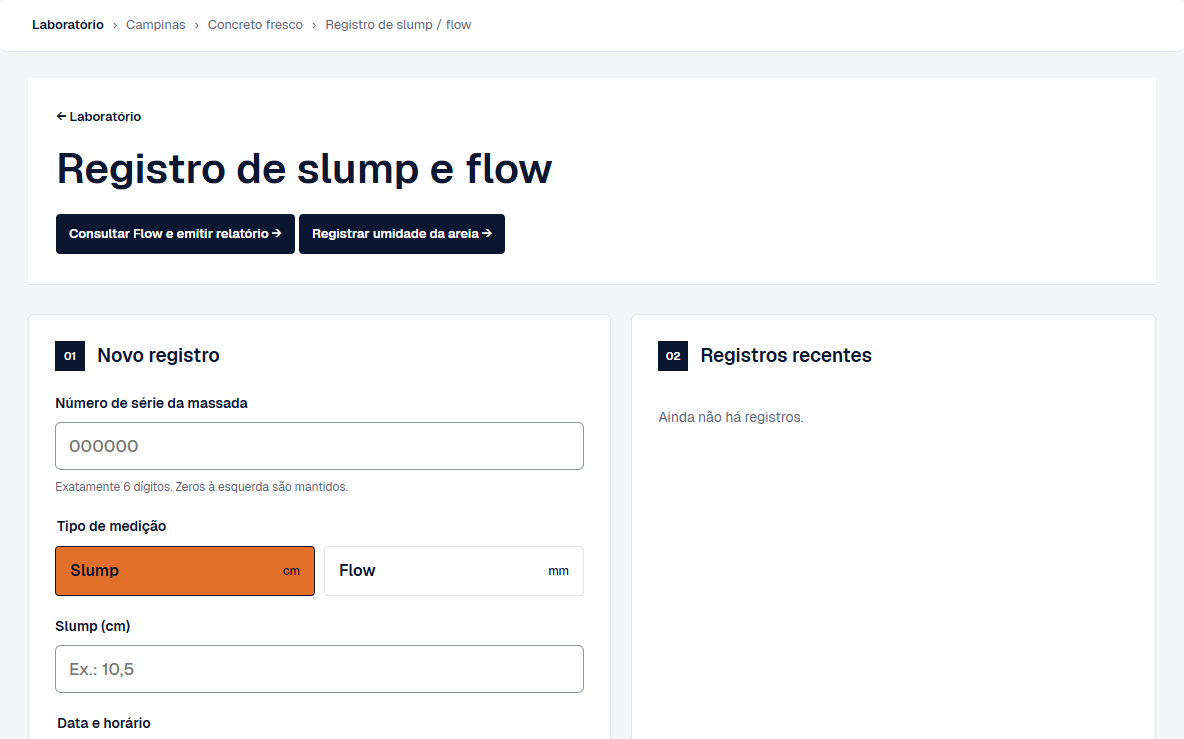 Laboratório › Campinas › Concreto fresco › Registro de slump / flow
← Laboratório
Registro de slump e flow
Consultar Flow e emitir relatório → Registrar umidade da areia →
01 Novo registro
Número de série da massada
000000
Exatamente 6 dígitos. Zeros à esquerda são mantidos.
Tipo de medição
Slump cm Flow mm
Slump (cm)
Ex.: 10,5
Data e horário
02 Registros recentes
Ainda não há registros.